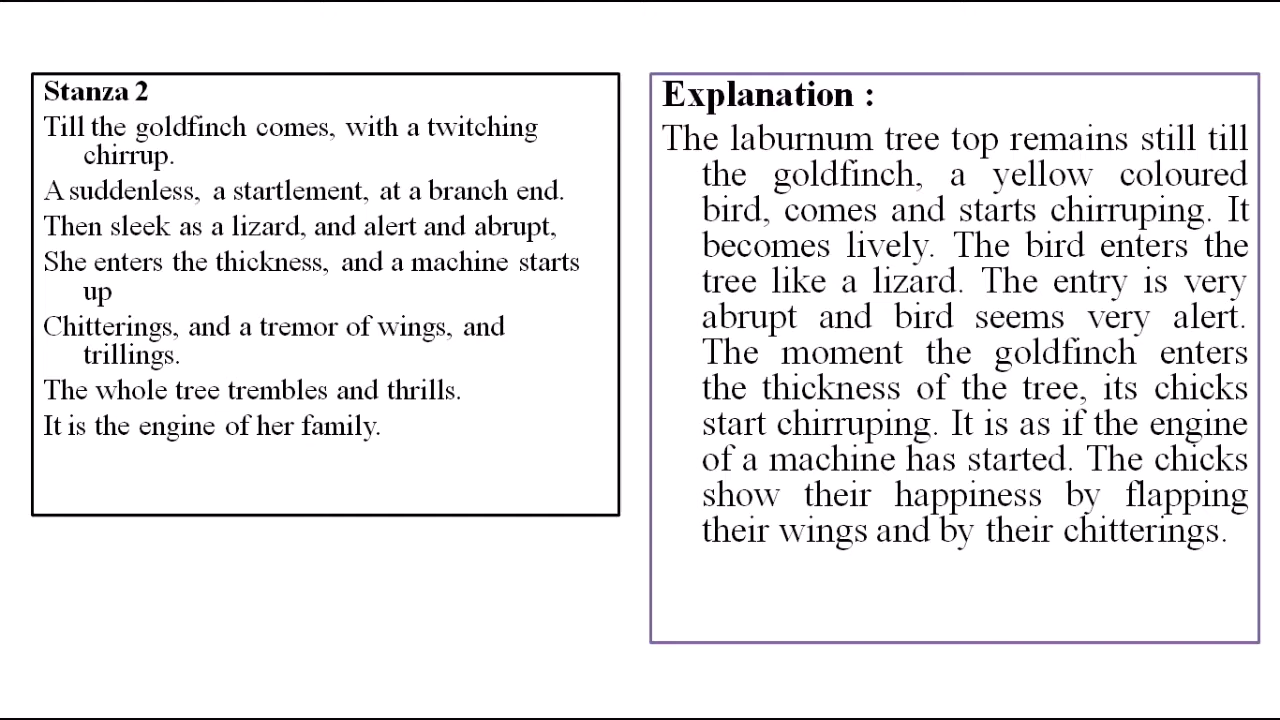 Stanza 2
Till the goldfinch comes, with a twitching
chirrup.
A suddenless, a startlement, at a branch end.
Then sleek as a lizard, and alert and abrupt,
She enters the thickness, and a machine starts
up
Chitterings, and a tremor of wings, and
trillings.
The whole tree trembles and thrills.
It is the engine of her family.
Explanation :
The laburnum tree top remains still till
the goldfinch, a yellow coloured
bird, comes and starts chirruping. It
becomes lively. The bird enters the
tree like a lizard. The entry is very
abrupt and bird seems very alert.
The moment the goldfinch enters
the thickness of the tree, its chicks
start chirruping. It is as if the engine
of a machine has started. The chicks
show their happiness by flapping
their wings and by their chitterings.